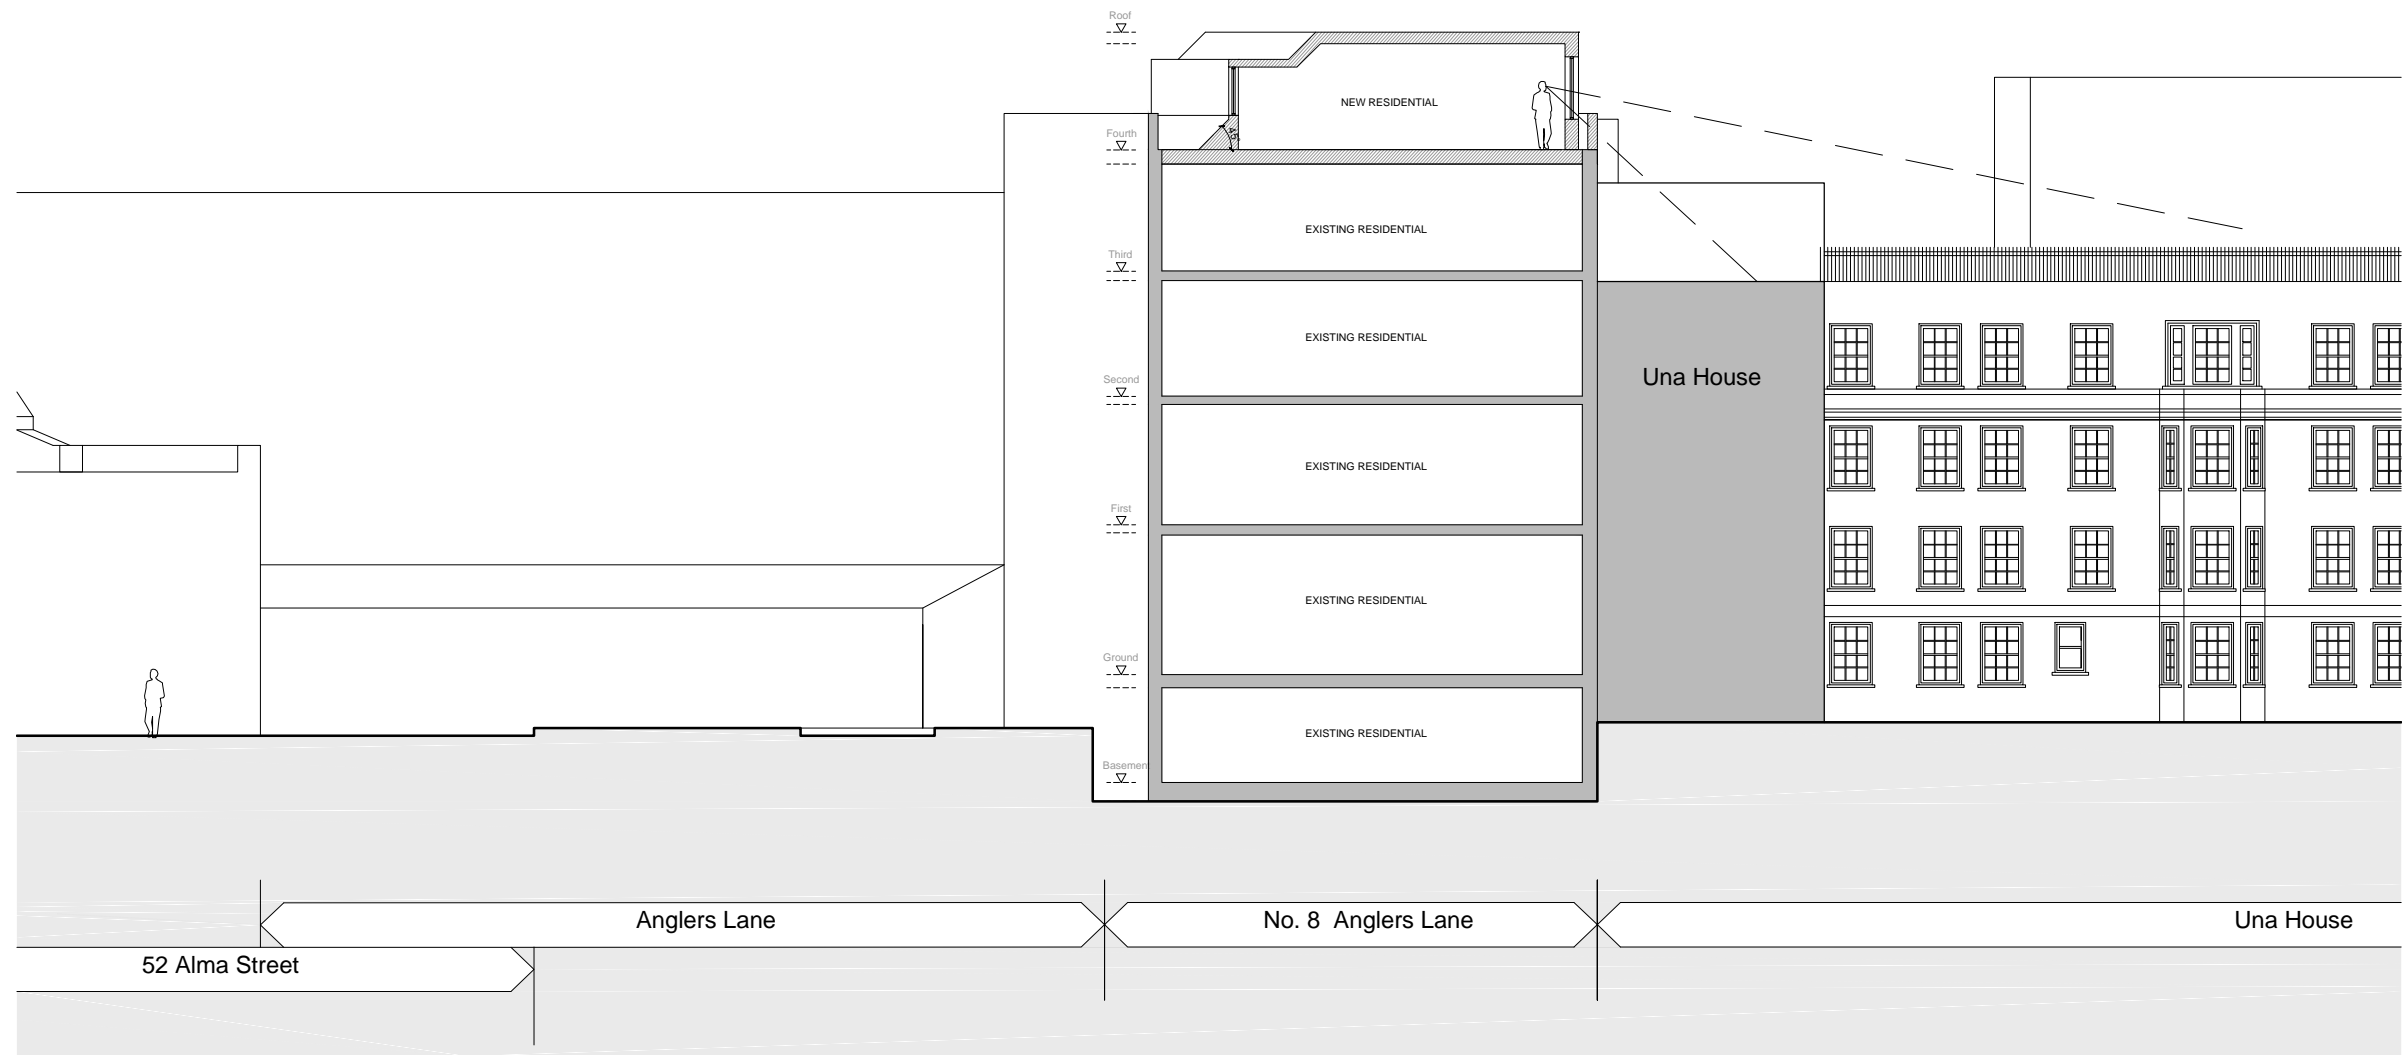 Roof
NEW RESIDENTIAL
Fourth
45°
EXISTING RESIDENTIAL
Third
EXISTING RESIDENTIAL
Second
Una House
EXISTING RESIDENTIAL
First
EXISTING RESIDENTIAL
Ground
EXISTING RESIDENTIAL
Basement
Anglers Lane
No. 8 Anglers Lane
Una House
52 Alma Street